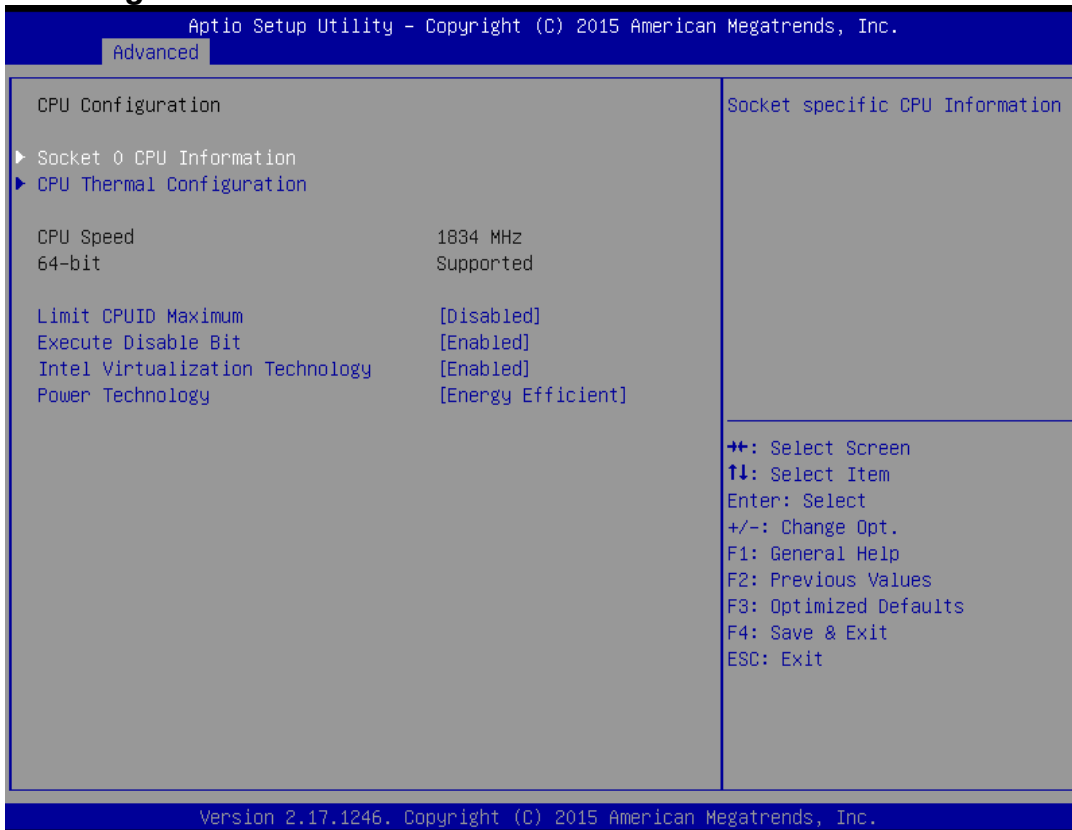 Aptio Setup Utility – Copyright (C) 2015 American Megatrends, Inc.
Advanced
CPU Configuration
Socket 0 CPU Information
CPU Thermal Configuration
CPU Speed 1834 MHz
64-bit Supported
Limit CPUID Maximum [Disabled]
Execute Disable Bit [Enabled]
Intel Virtualization Technology [Enabled]
Power Technology [Energy Efficient]
Socket specific CPU Information
→←: Select Screen
↑↓: Select Item
Enter: Select
+/-: Change Opt.
F1: General Help
F2: Previous Values
F3: Optimized Defaults
F4: Save & Exit
ESC: Exit
Version 2.17.1246. Copyright (C) 2015 American Megatrends, Inc.